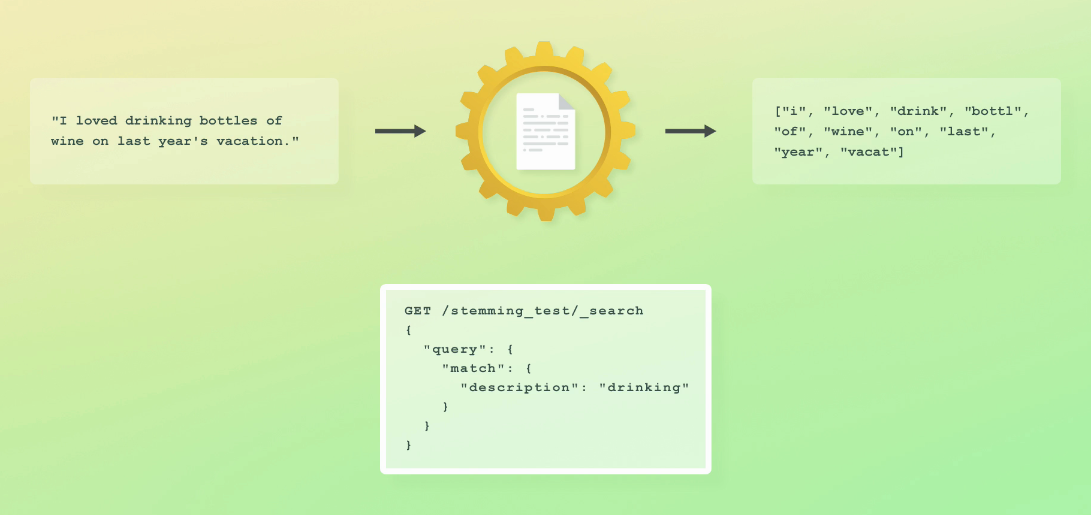 "I loved drinking bottles of
wine on last year's vacation."
["i", "love", "drink", "bottl",
"of", "wine", "on", "last",
"year", "vacat"]
GET /stemming_test/_search
{
  "query": {
    "match": {
      "description": "drinking"
    }
  }
}